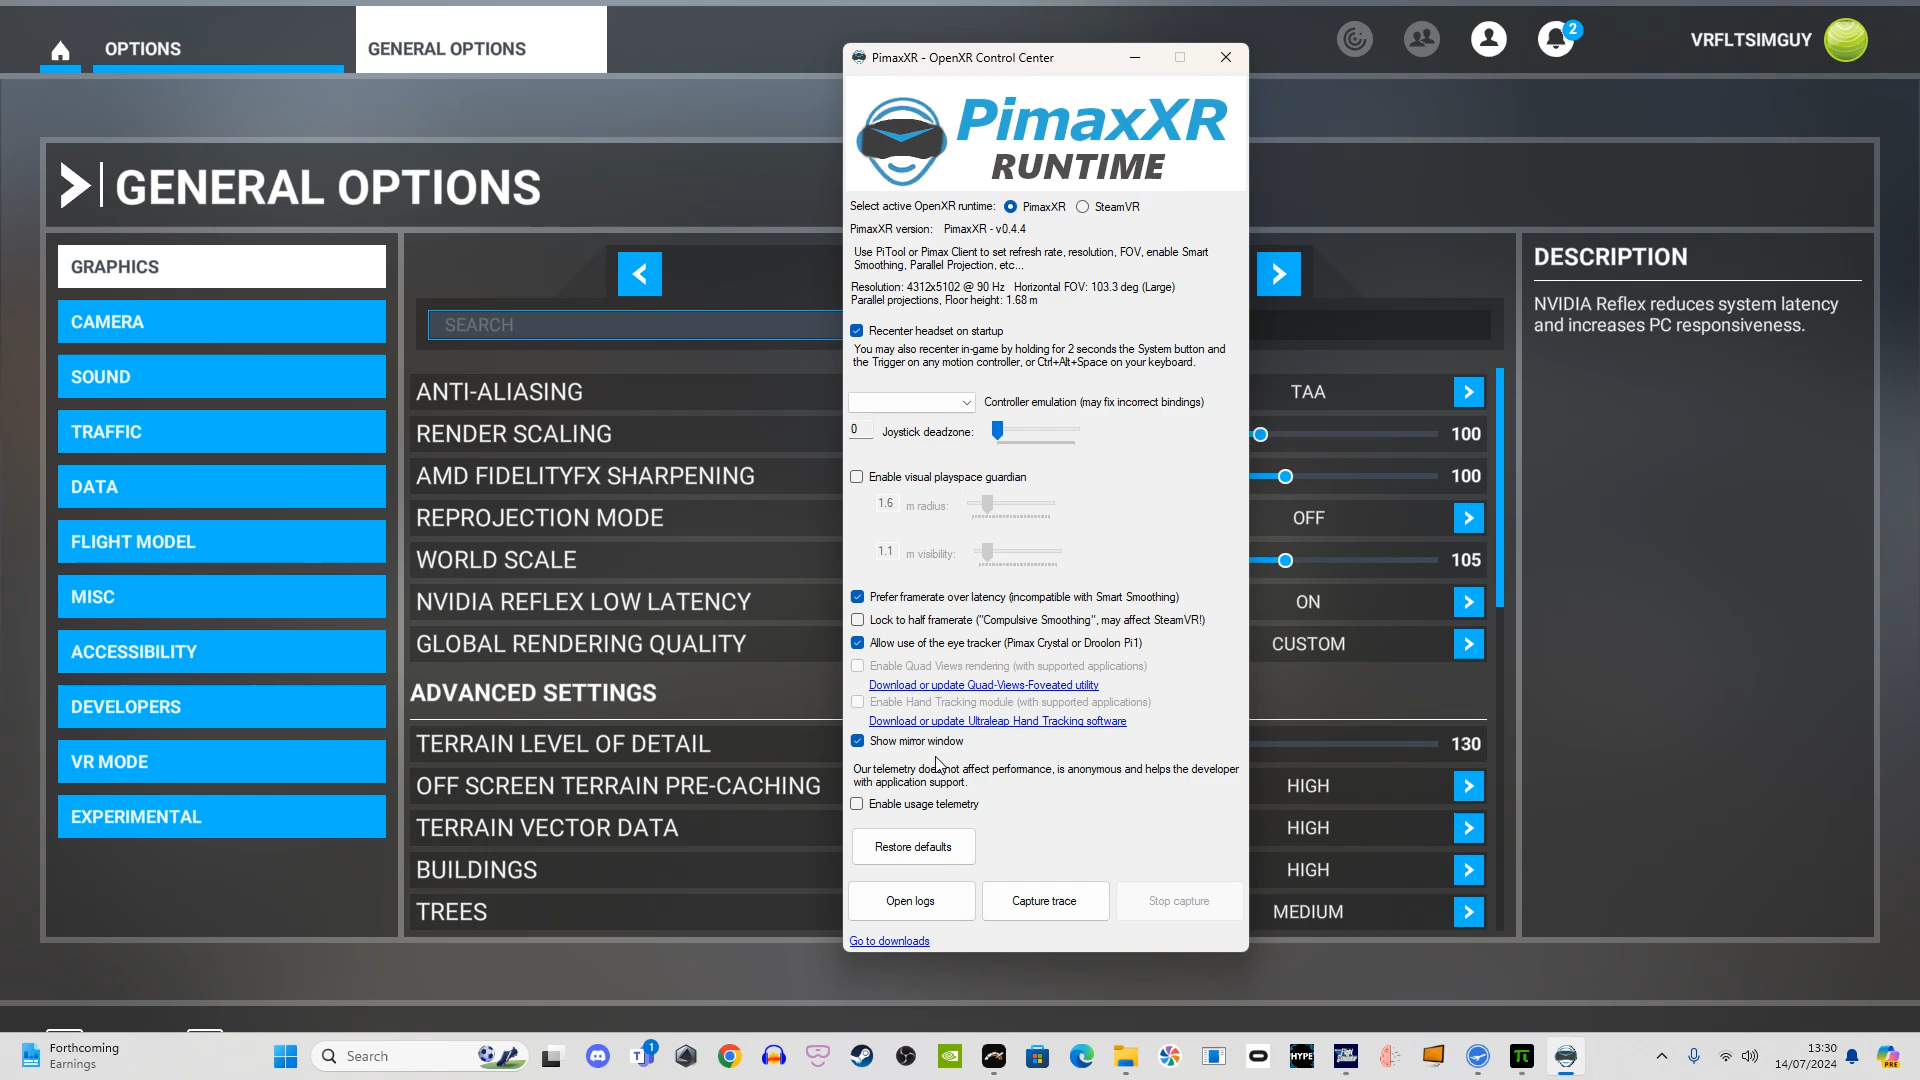 OPTIONS
GENERAL OPTIONS
2
VRFLTSIMGUY
GENERAL OPTIONS
GRAPHICS
CAMERA
SOUND
TRAFFIC
DATA
FLIGHT MODEL
MISC
ACCESSIBILITY
DEVELOPERS
VR MODE
EXPERIMENTAL
SEARCH
ANTI-ALIASING
TAA
RENDER SCALING
100
AMD FIDELITYFX SHARPENING
100
REPROJECTION MODE
OFF
WORLD SCALE
105
NVIDIA REFLEX LOW LATENCY
ON
GLOBAL RENDERING QUALITY
CUSTOM
ADVANCED SETTINGS
TERRAIN LEVEL OF DETAIL
130
OFF SCREEN TERRAIN PRE-CACHING
HIGH
TERRAIN VECTOR DATA
HIGH
BUILDINGS
HIGH
TREES
MEDIUM
PimaxXR - OpenXR Control Center
PimaxXR
RUNTIME
Select active OpenXR runtime: PimaxXR SteamVR
PimaxXR version: PimaxXR - v0.4.4
Use PiTool or Pimax Client to set refresh rate, resolution, FOV, enable Smart
Smoothing, Parallel Projection, etc...
Resolution: 4312x5102 @ 90 Hz Horizontal FOV: 103.3 deg (Large)
Parallel projections, Floor height: 1.68 m
Recenter headset on startup
You may also recenter in-game by holding for 2 seconds the System button and
the Trigger on any motion controller, or Ctrl+Alt+Space on your keyboard.
Controller emulation (may fix incorrect bindings)
0 Joystick deadzone:
Enable visual playspace guardian
1.6 m radius:
1.1 m visibility:
Prefer framerate over latency (incompatible with Smart Smoothing)
Lock to half framerate ("Compulsive Smoothing", may affect SteamVR!)
Allow use of the eye tracker (Pimax Crystal or Droolon Pi1)
Enable Quad Views rendering (with supported applications)
Download or update Quad-Views-Foveated utility
Enable Hand Tracking module (with supported applications)
Download or update Ultraleap Hand Tracking software
Show mirror window
Our telemetry does not affect performance, is anonymous and helps the developer
with application support.
Enable usage telemetry
Restore defaults
Open logs
Capture trace
Stop capture
Go to downloads
DESCRIPTION
NVIDIA Reflex reduces system latency
and increases PC responsiveness.
Forthcoming
Earnings
Search
1
HYPE
π
13:30
14/07/2024
PRE